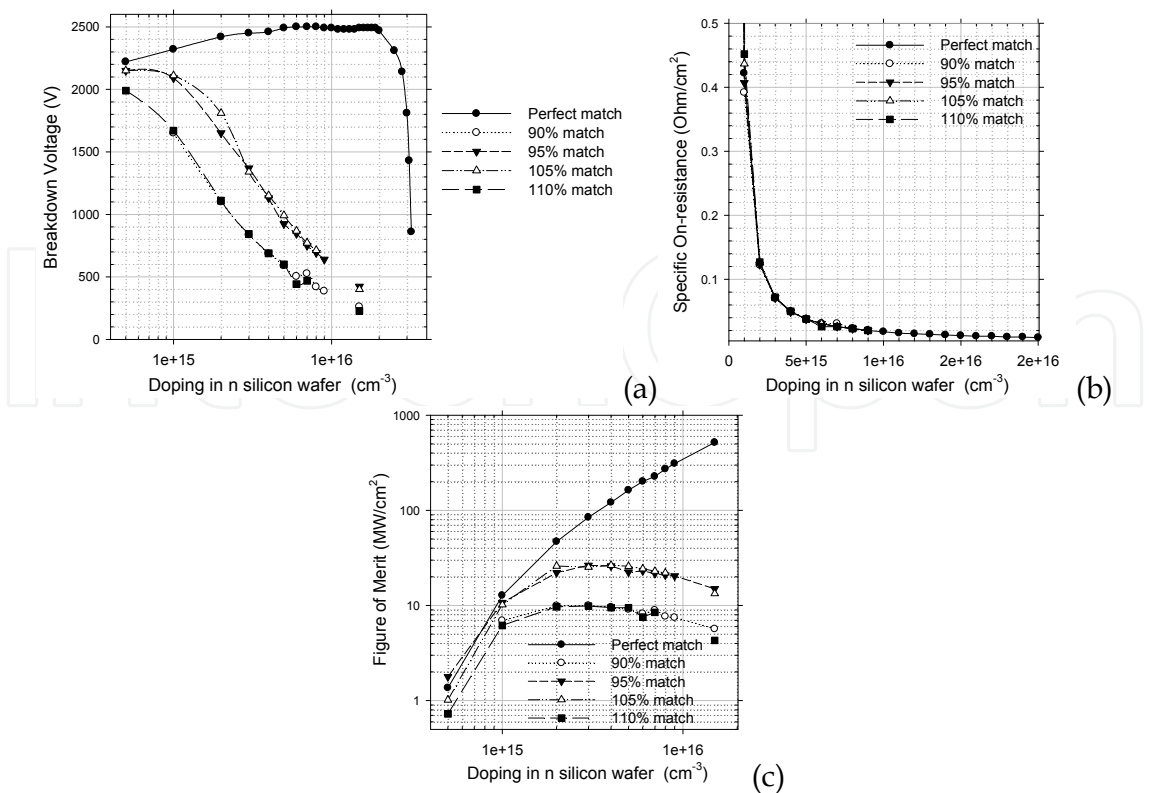 2500
2000
1500
1000
500
0
Breakdown Voltage (V)
1e+15
1e+16
Doping in n silicon wafer (cm-3)
Perfect match
90% match
95% match
105% match
110% match
(a)
0.5
0.4
0.3
0.2
0.1
Specific On-resistance (Ohm/cm2)
Perfect match
90% match
95% match
105% match
110% match
0
5e+15
1e+16
2e+16
2e+16
Doping in n silicon wafer (cm-3)
(b)
1000
100
10
1
Figure of Merit (MW/cm2)
Perfect match
90% match
95% match
105% match
110% match
1e+15
1e+16
Doping in n silicon wafer (cm-3)
(c)